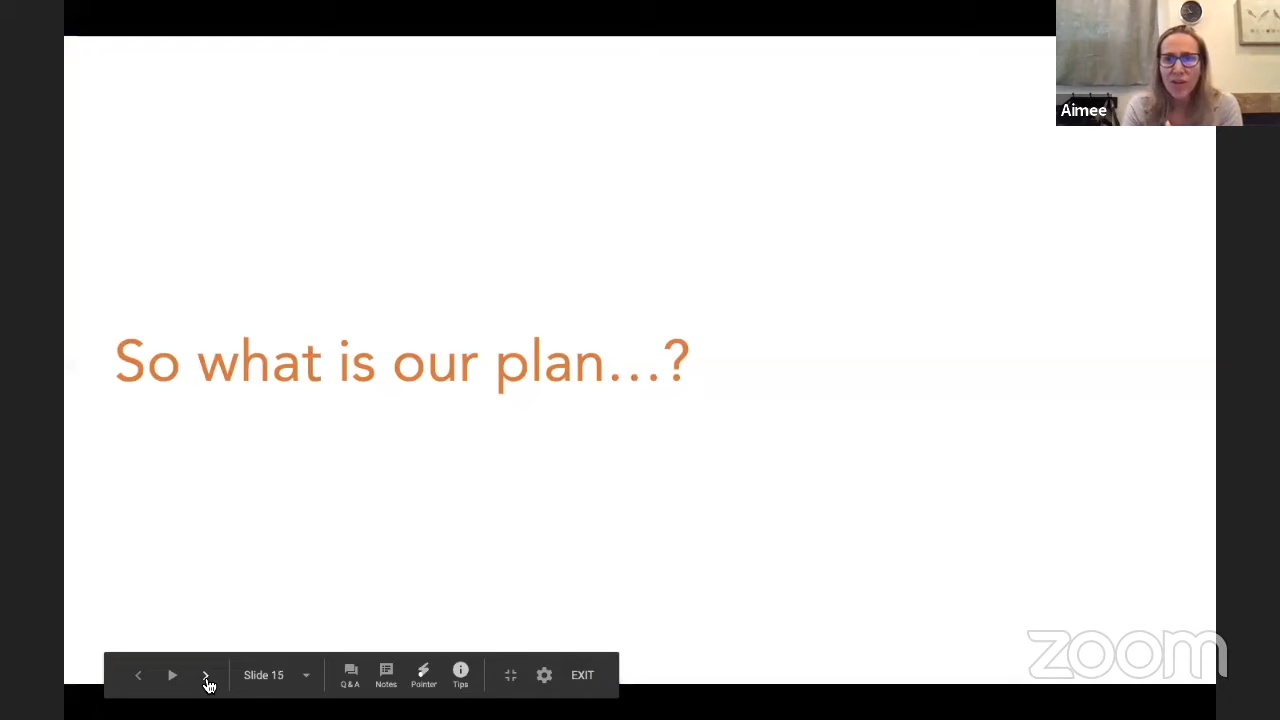 Aimee
So what is our plan...?
Slide 15
Q & A
Notes
Pointer
Tips
EXIT
zoom